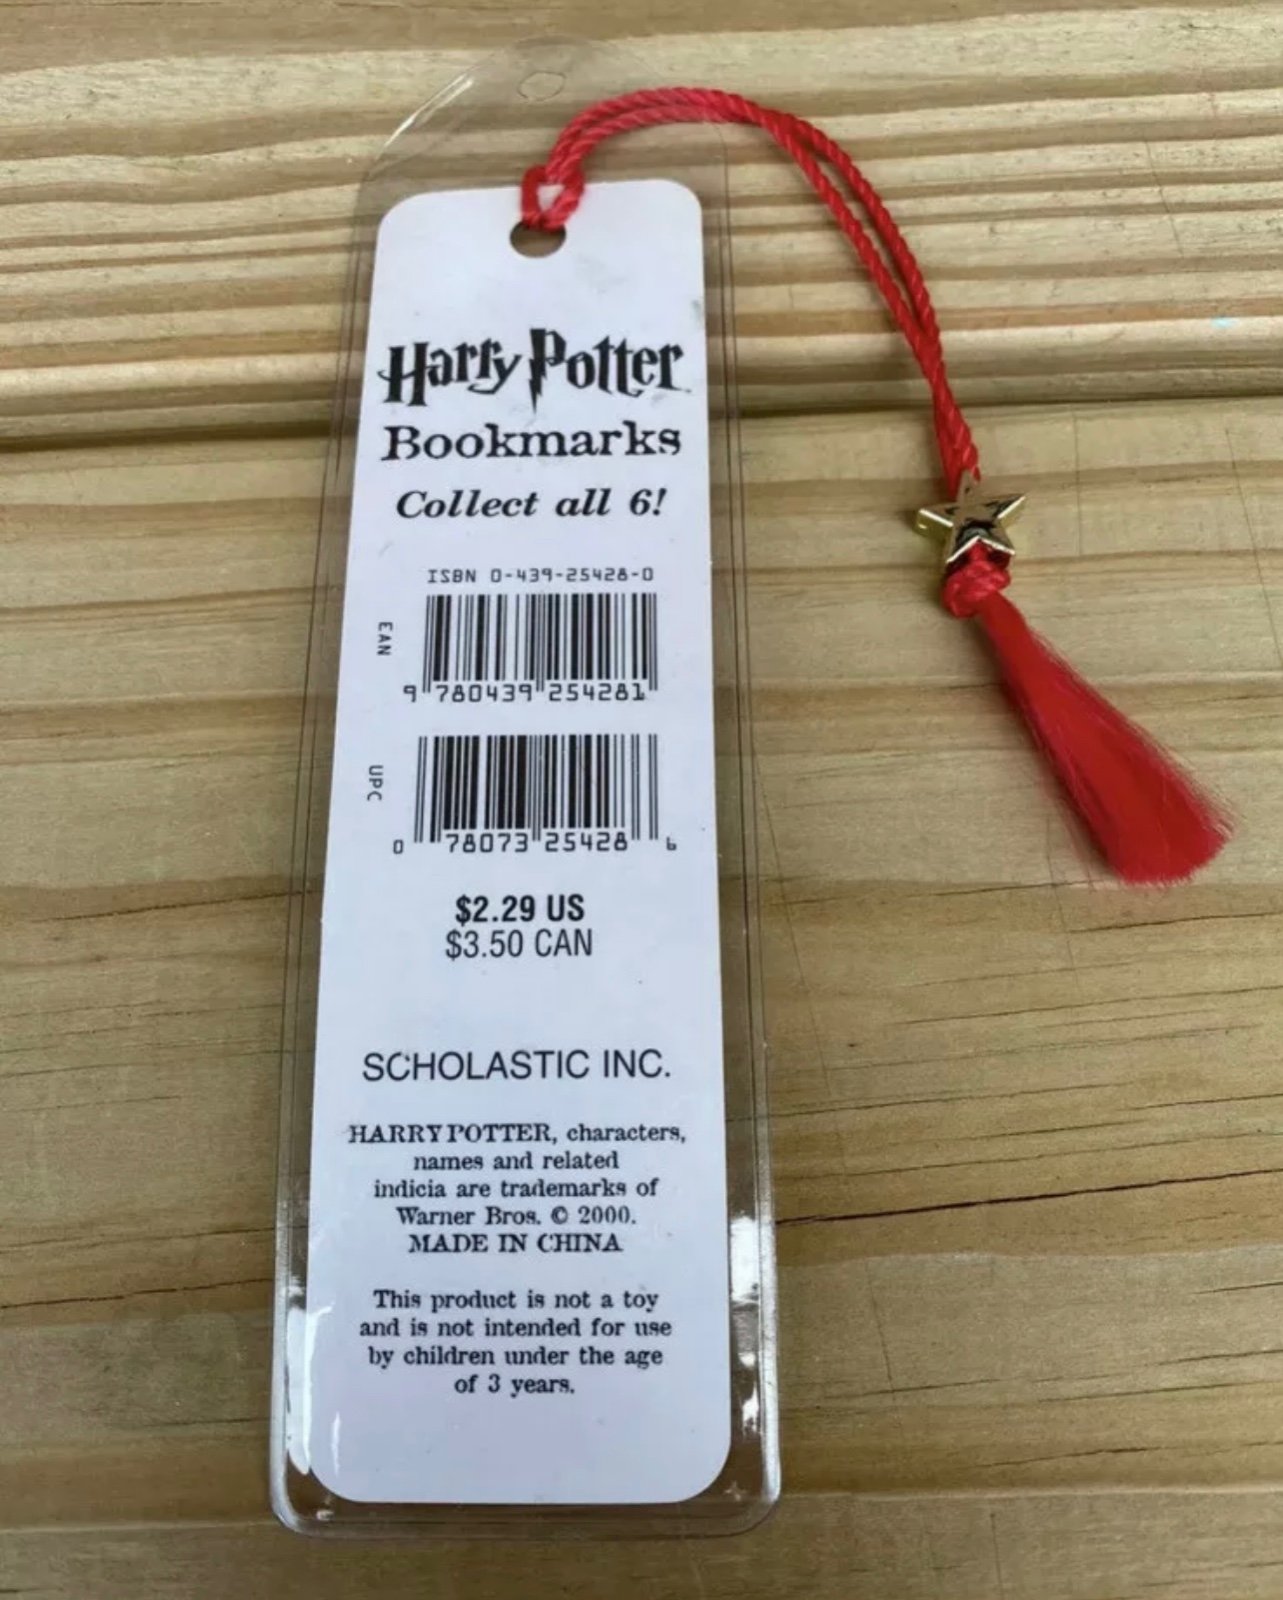 Harry Potter
Bookmarks
Collect all 6!
ISBN 0-439-25428-0
EAN
9 780439 254281
UPC
0 78073 25428 6
$2.29 US
$3.50 CAN
SCHOLASTIC INC.
HARRY POTTER, characters,
names and related
indicia are trademarks of
Warner Bros. © 2000.
MADE IN CHINA
This product is not a toy
and is not intended for use
by children under the age
of 3 years.